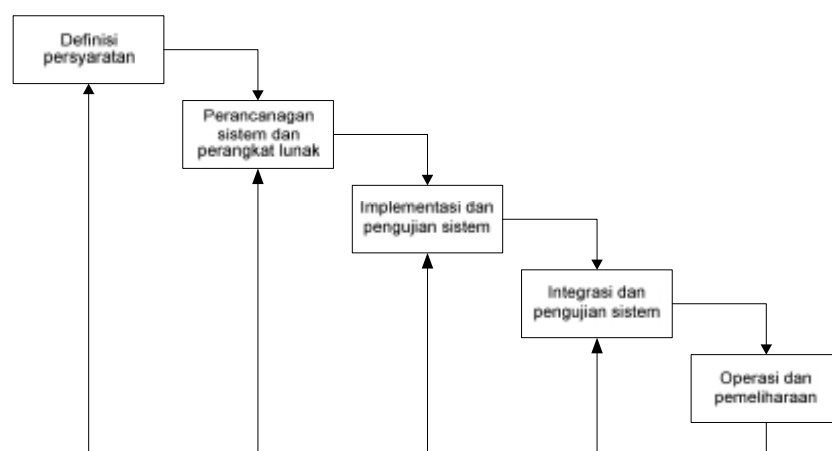 Definisi
persyaratan
Perancanagan
sistem dan
perangkat lunak
Implementasi dan
pengujian sistem
Integrasi dan
pengujian sistem
Operasi dan
pemeliharaan